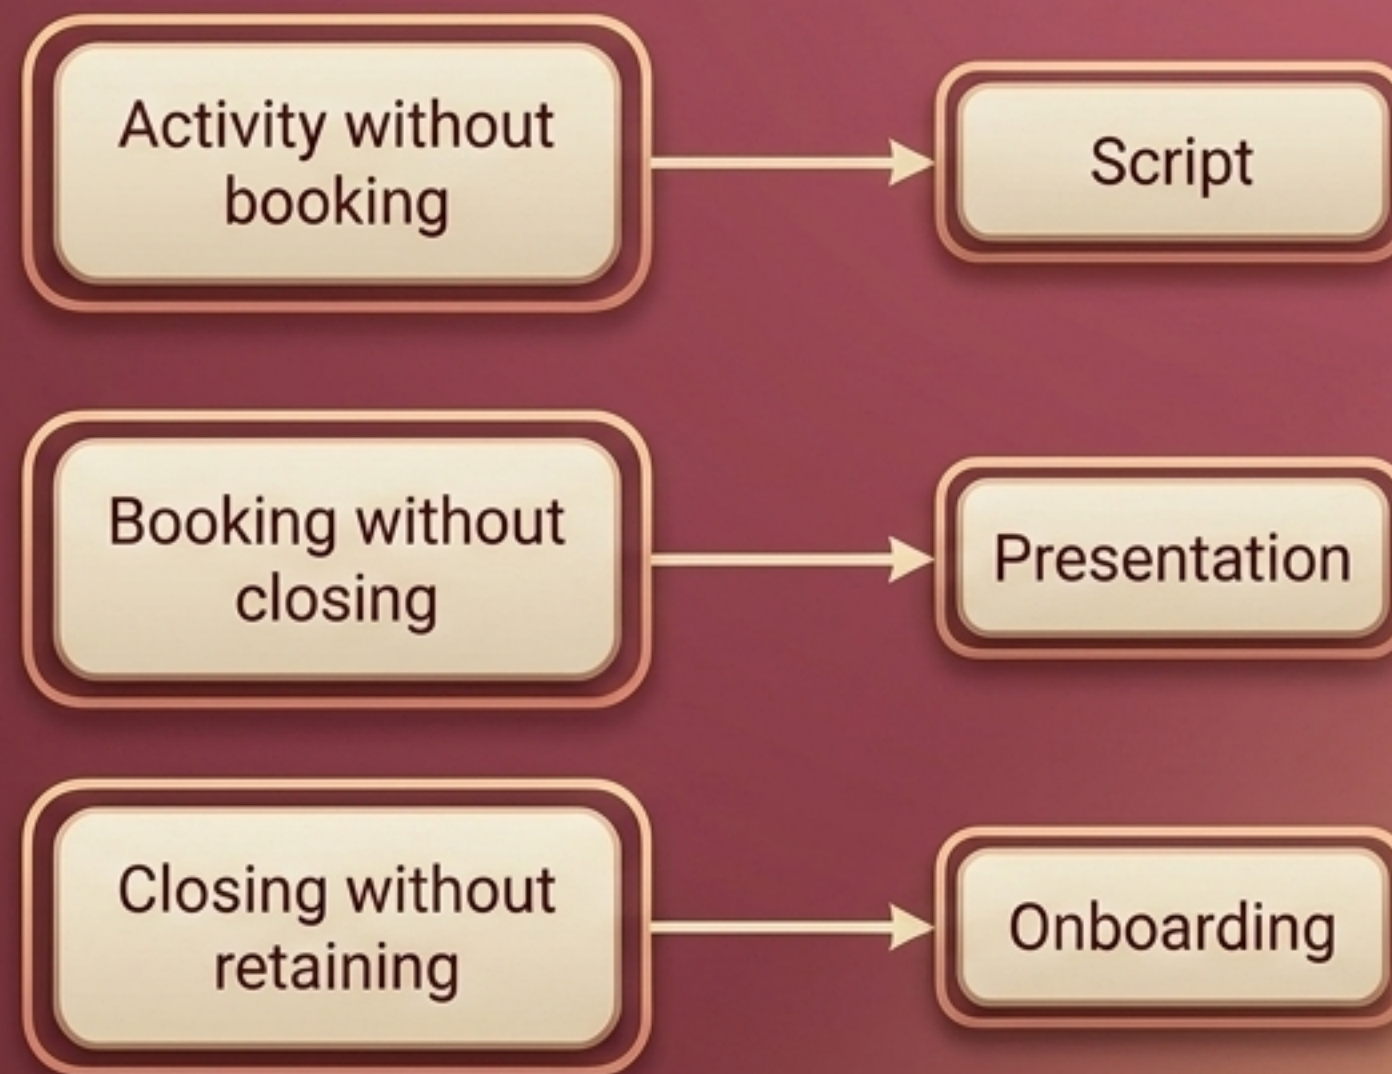 Activity without
booking
Script
Booking without
closing
Presentation
Closing without
retaining
Onboarding